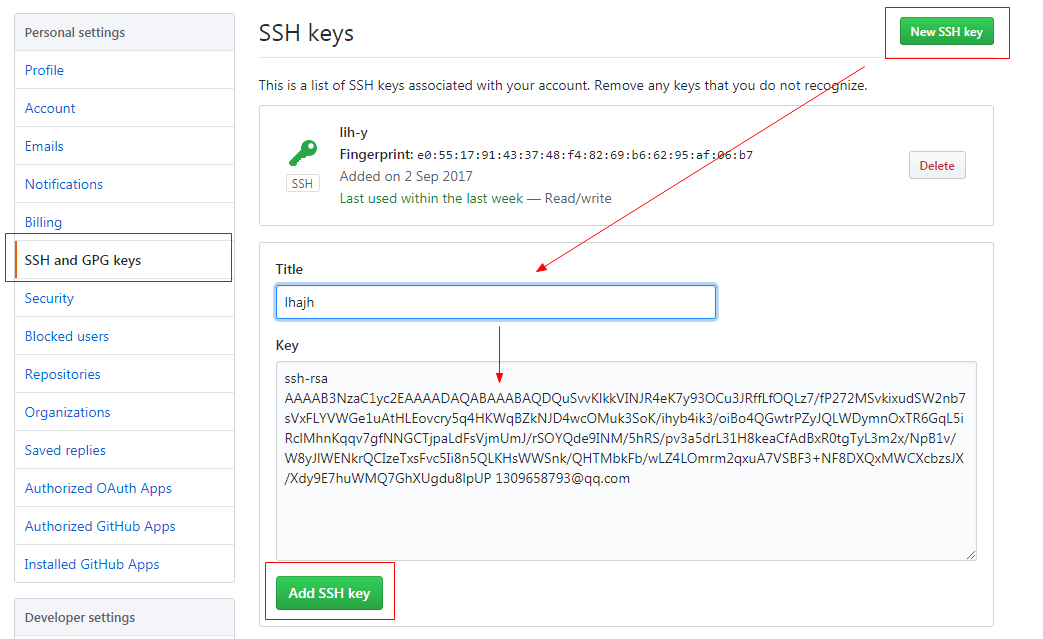 Personal settings
Profile
Account
Emails
Notifications
Billing
SSH and GPG keys
Security
Blocked users
Repositories
Organizations
Saved replies
Authorized OAuth Apps
Authorized GitHub Apps
Installed GitHub Apps
Developer settings
SSH keys
New SSH key
This is a list of SSH keys associated with your account. Remove any keys that you do not recognize.
lih-y
Fingerprint: e0:55:17:91:43:37:48:f4:82:69:b6:62:95:af:06:b7
SSH
Added on 2 Sep 2017
Last used within the last week — Read/write
Delete
Title
lhajh
Key
ssh-rsa
AAAAB3NzaC1yc2EAAAADAQABAAABAQDQuSvvKlkkVINJR4eK7y93OCu3JRffLfOQLz7/fP272MSvkixudSW2nb7
sVxFLYVWGe1uAtHLEovcry5q4HKWqBZkNJD4wcOMuk3SoK/ihyb4ik3/oiBo4QGwtrPZyJQLWDymnOxTR6GqL5i
RclMhnKqqv7gfNNGCTjpaLdFsVjmUmJ/rSOYQde9INM/5hRS/pv3a5drL31H8keaCfAdBxR0tgTyL3m2x/NpB1v/
W8yJlWENkrQCIzeTxsFvc5Ii8n5QLKHsWWSnk/QHTMbkFb/wLZ4LOmrm2qxuA7VSBF3+NF8DXQxMWCXcbzsJX
/Xdy9E7huWMQ7GhXUgdu8IpUP 1309658793@qq.com
Add SSH key